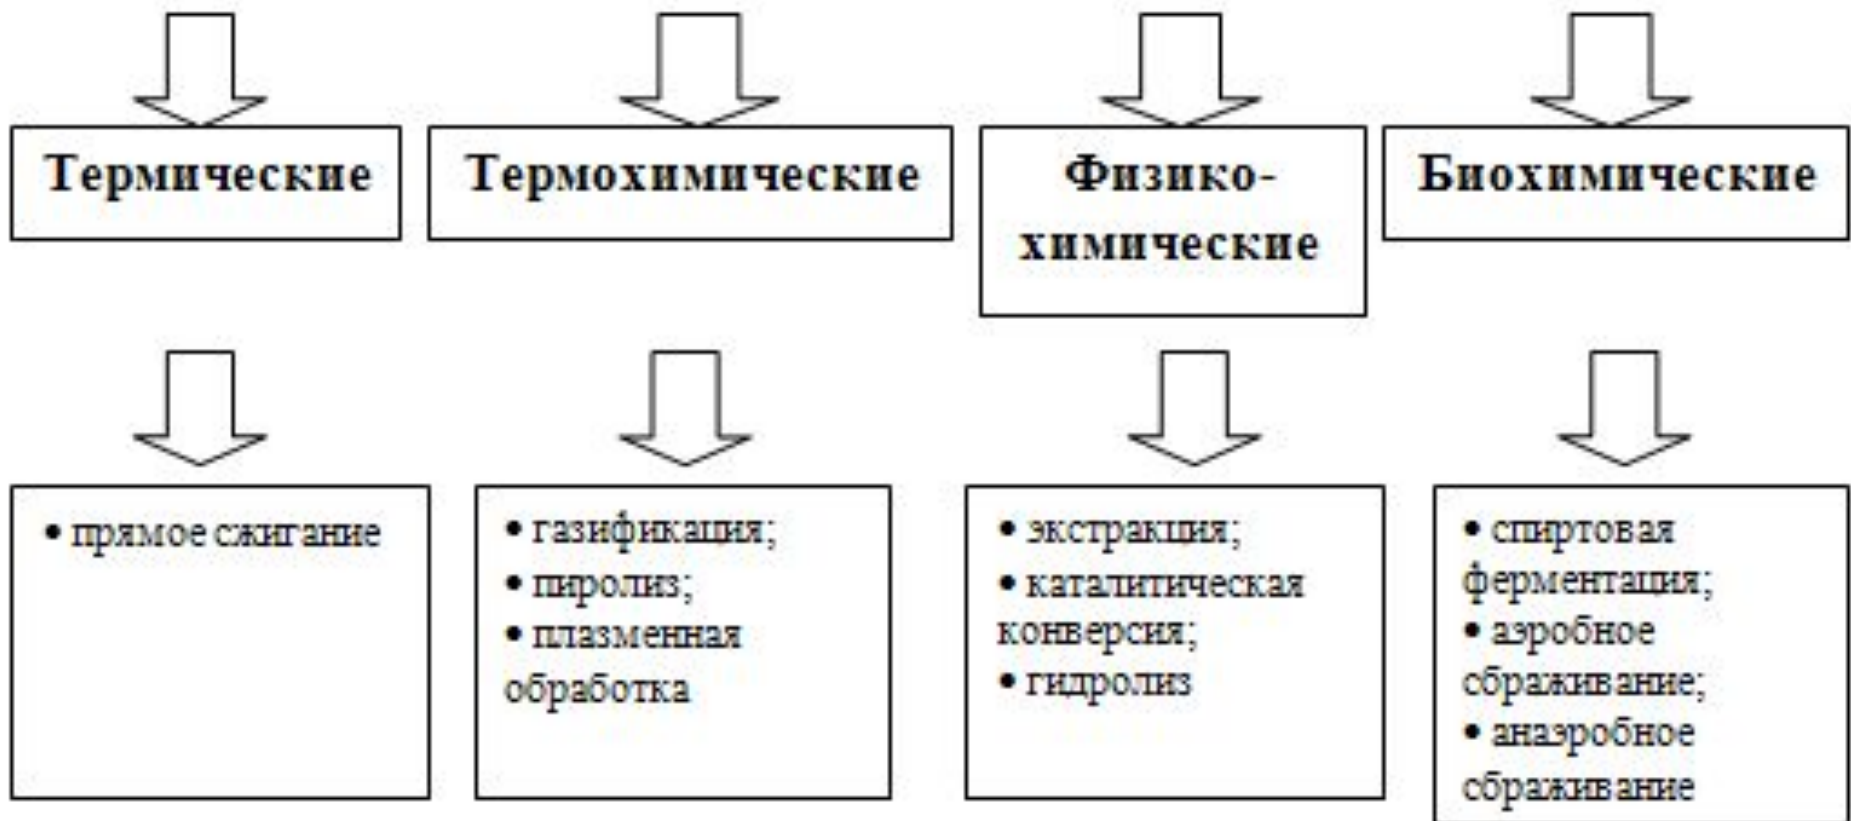 Термические
Термохимические
Физико-
химические
Биохимические
• прямое сжигание
• газификация;
• пиролиз;
• плазменная
обработка
• экстракция;
• каталитическая
конверсия;
• гидролиз
• спиртовая
ферментация;
• аэробное
сбраживание;
• анаэробное
сбраживание